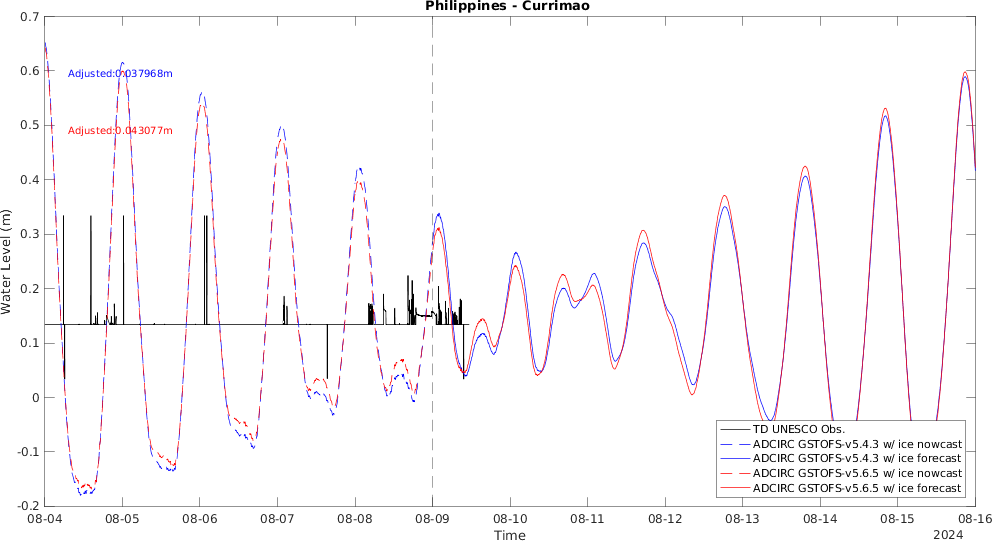 Philippines - Currimao
0.7
0.6
0.5
0.4
0.3
0.2
0.1
0
-0.1
-0.2
Water Level (m)
Adjusted:0.037968m
Adjusted:0.043077m
TD UNESCO Obs.
ADCIRC GSTOFS-v5.4.3 w/ ice nowcast
ADCIRC GSTOFS-v5.4.3 w/ ice forecast
ADCIRC GSTOFS-v5.6.5 w/ ice nowcast
ADCIRC GSTOFS-v5.6.5 w/ ice forecast
08-04 08-05 08-06 08-07 08-08 08-09 08-10 08-11 08-12 08-13 08-14 08-15 08-16
Time
2024